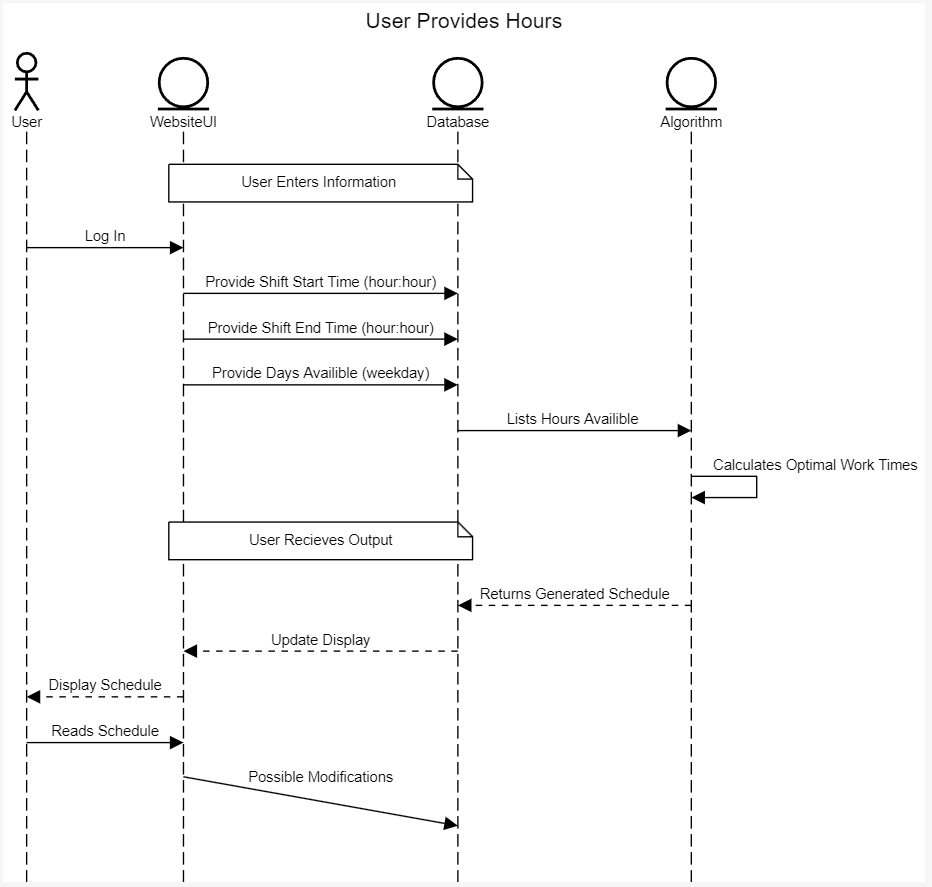 User Provides Hours
User
WebsiteUI
Database
Algorithm
User Enters Information
Log In
Provide Shift Start Time (hour:hour)
Provide Shift End Time (hour:hour)
Provide Days Availible (weekday)
Lists Hours Availible
Calculates Optimal Work Times
User Recieves Output
Returns Generated Schedule
Update Display
Display Schedule
Reads Schedule
Possible Modifications